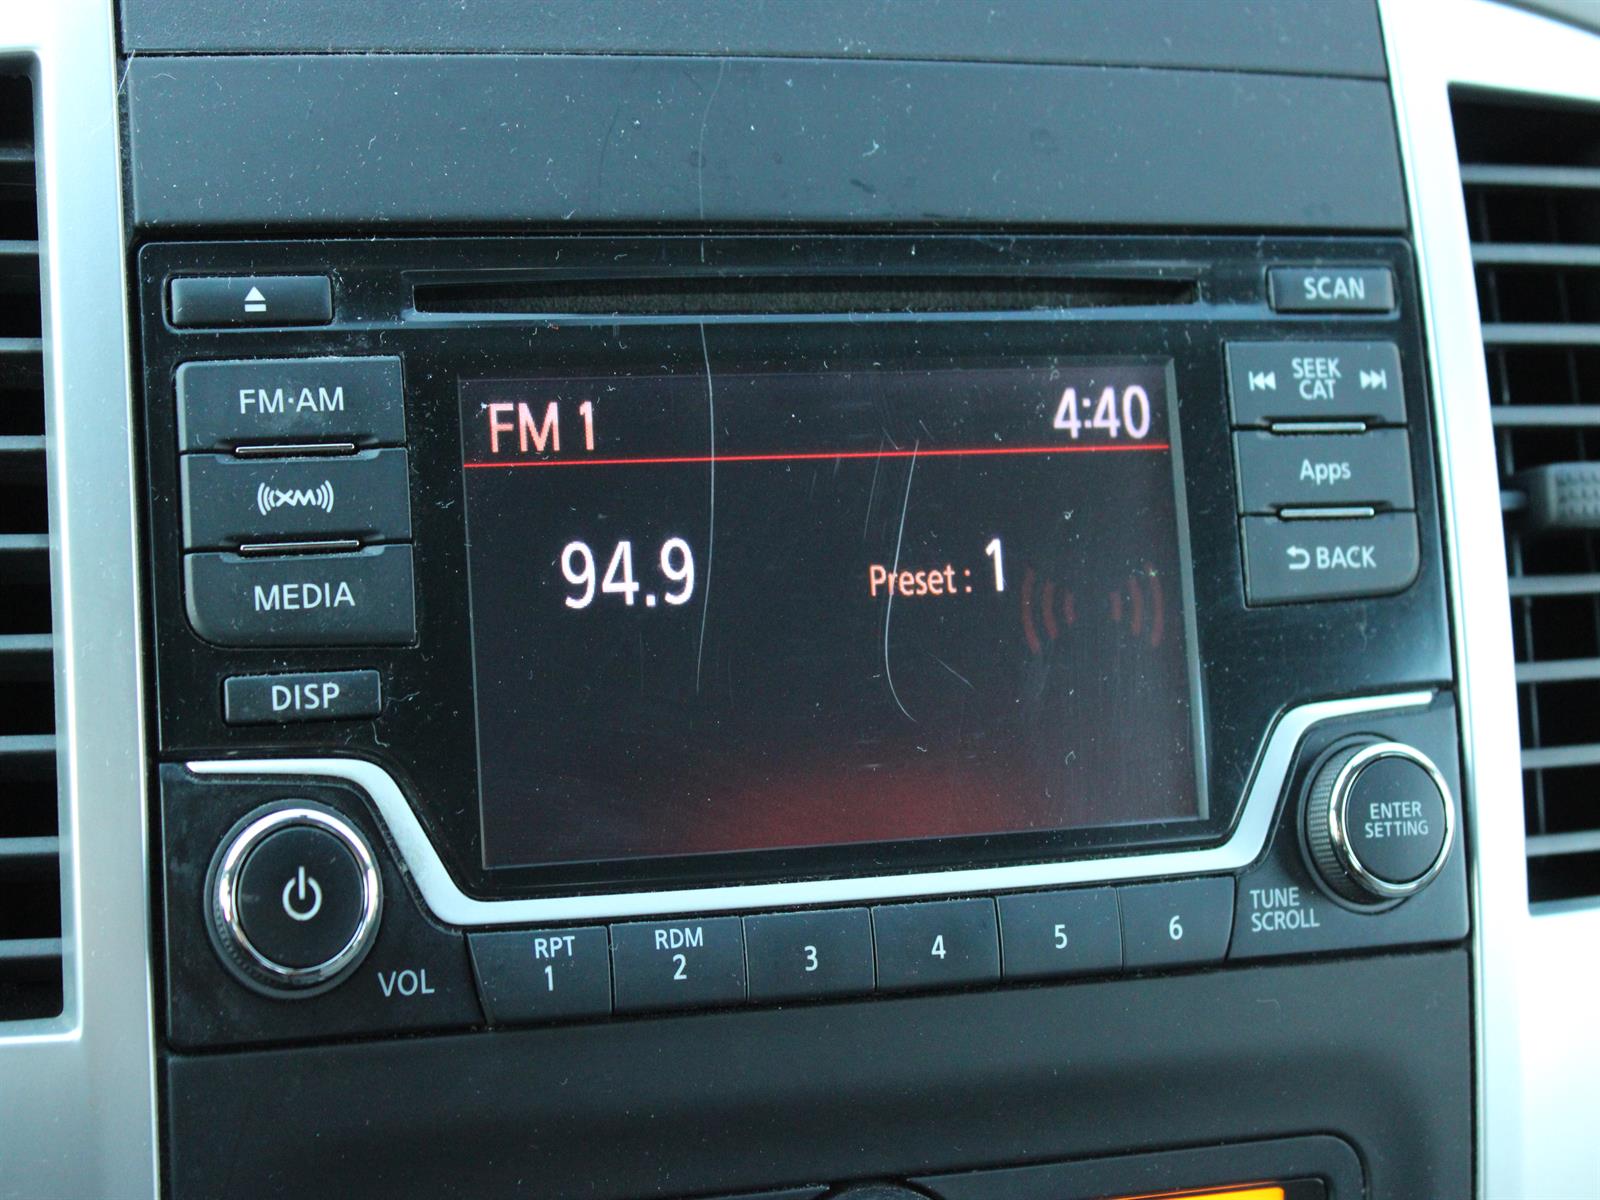 SCAN
FM·AM
XM
MEDIA
DISP
FM 1 4:40
94.9 Preset : 1
SEEK
CAT
Apps
BACK
VOL
RPT
1
RDM
2
3
4
5
6
TUNE
SCROLL
ENTER
SETTING